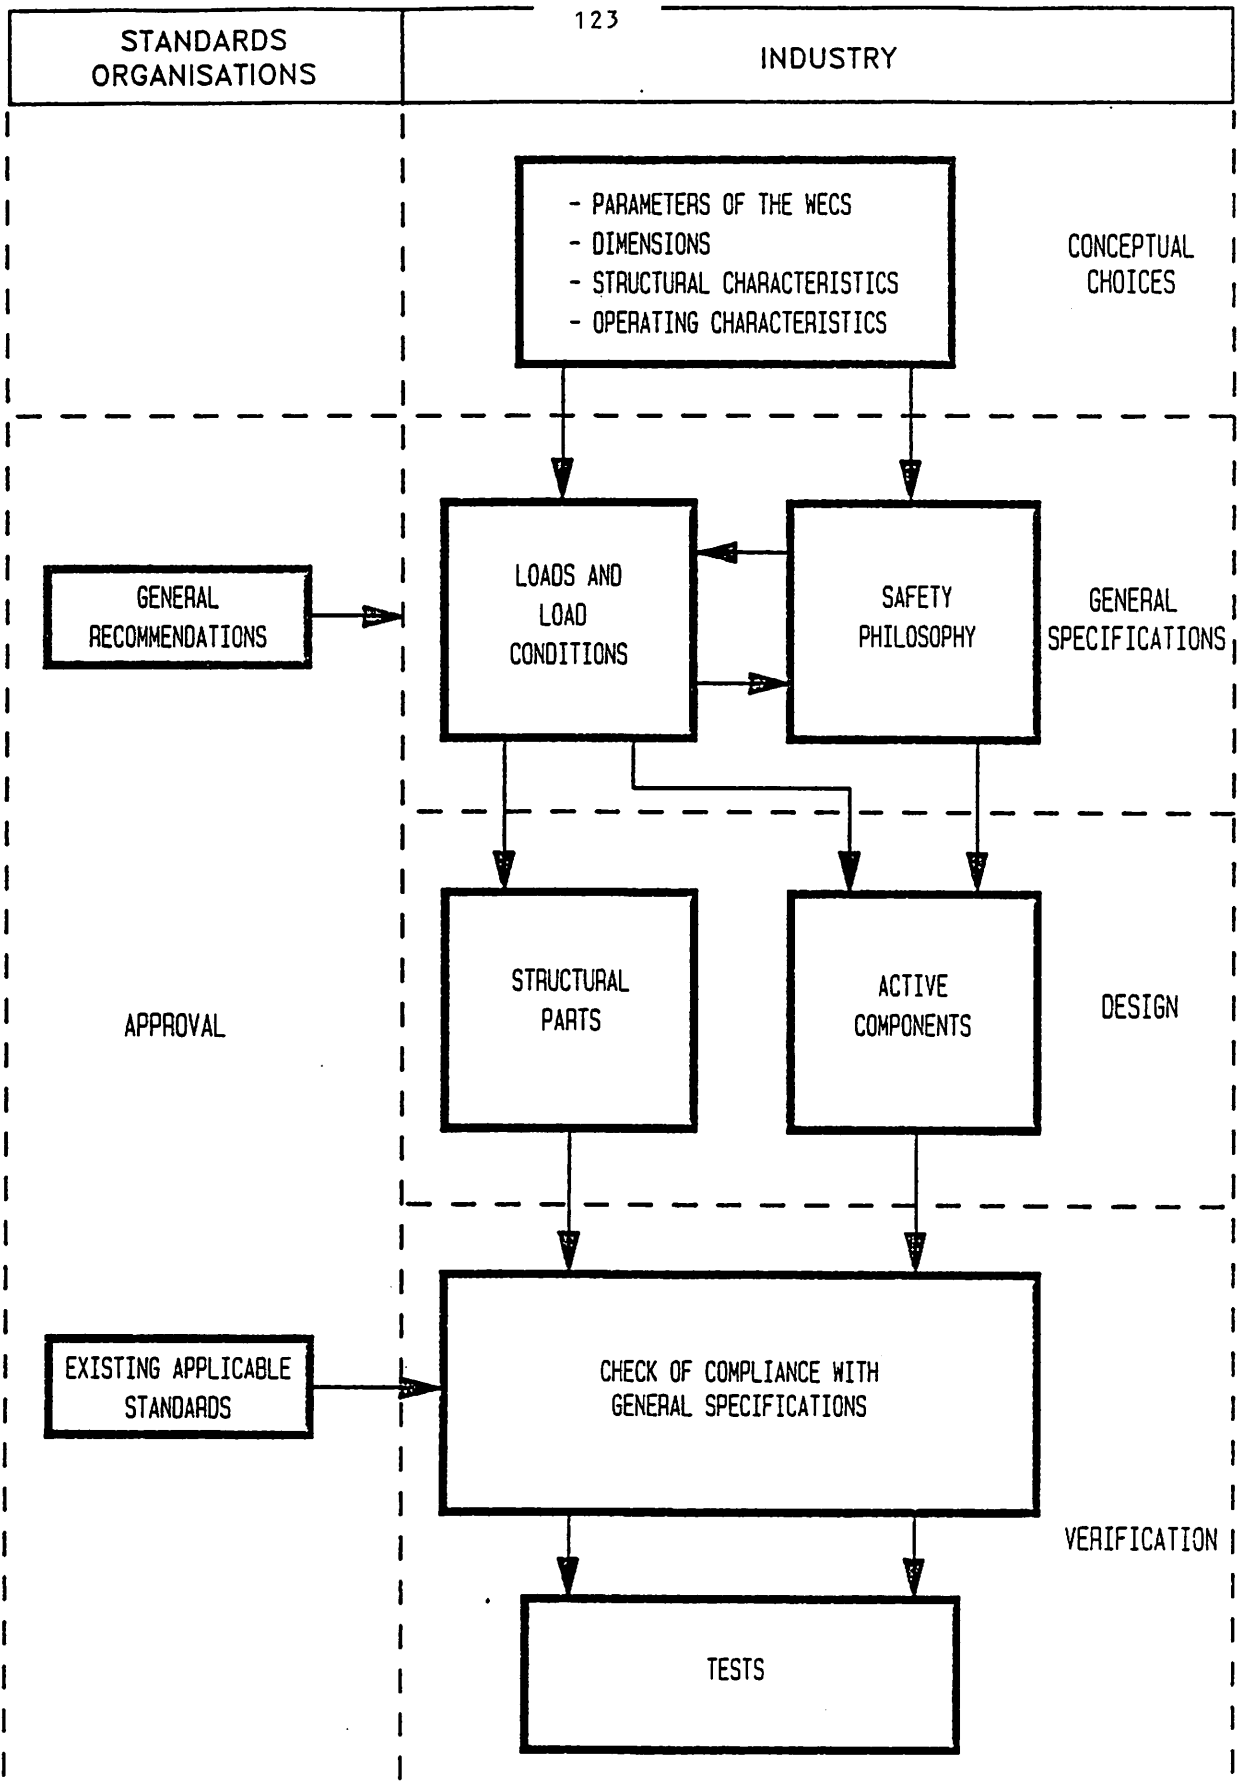 123
STANDARDS
ORGANISATIONS
INDUSTRY
- PARAMETERS OF THE WECS
- DIMENSIONS
- STRUCTURAL CHARACTERISTICS
- OPERATING CHARACTERISTICS
CONCEPTUAL
CHOICES
GENERAL
RECOMMENDATIONS
LOADS AND
LOAD
CONDITIONS
SAFETY
PHILOSOPHY
GENERAL
SPECIFICATIONS
APPROVAL
STRUCTURAL
PARTS
ACTIVE
COMPONENTS
DESIGN
EXISTING APPLICABLE
STANDARDS
CHECK OF COMPLIANCE WITH
GENERAL SPECIFICATIONS
VERIFICATION
TESTS